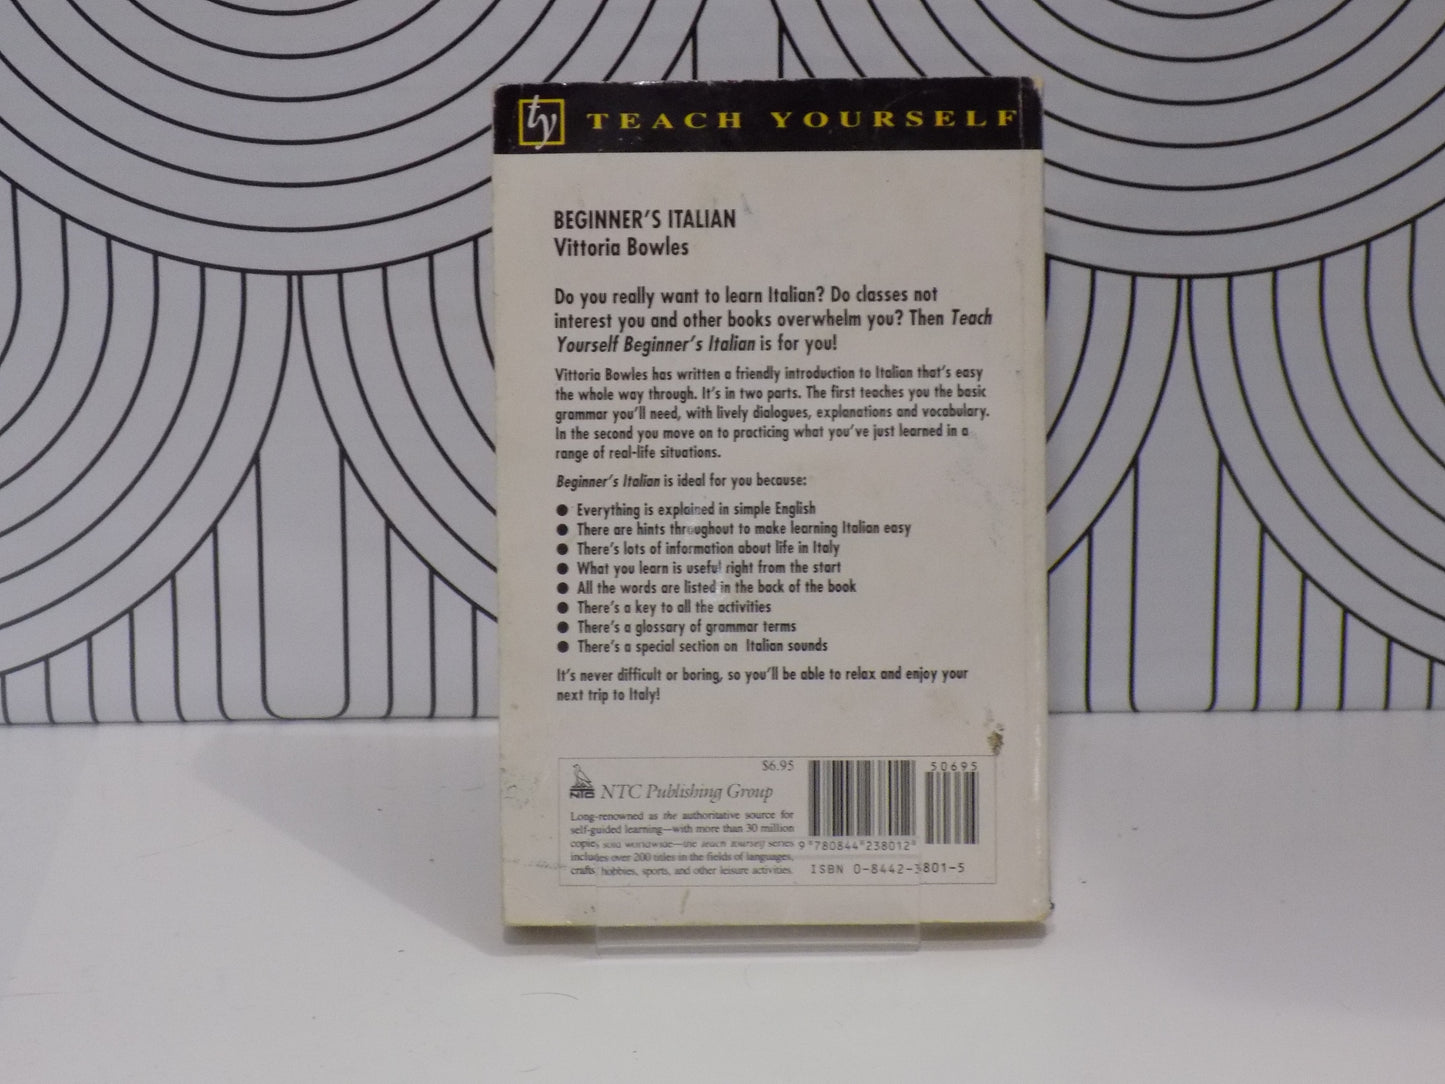 ty TEACH YOURSELF
BEGINNER'S ITALIAN
Vittoria Bowles
Do you really want to learn Italian? Do classes not
interest you and other books overwhelm you? Then Teach
Yourself Beginner's Italian is for you!
Vittoria Bowles has written a friendly introduction to Italian that's easy
the whole way through. It's in two parts. The first teaches you the basic
grammar you'll need, with lively dialogues, explanations and vocabulary.
In the second you move on to practicing what you've just learned in a
range of real-life situations.
Beginner's Italian is ideal for you because:
● Everything is explained in simple English
● There are hints throughout to make learning Italian easy
● There's lots of information about life in Italy
● What you learn is useful right from the start
● All the words are listed in the back of the book
● There's a key to all the activities
● There's a glossary of grammar terms
● There's a special section on Italian sounds
It's never difficult or boring, so you'll be able to relax and enjoy your
next trip to Italy!
$6.95
NTC NTC Publishing Group
Long-renowned as the authoritative source for
self-guided learning—with more than 30 million
copies sold worldwide—the Teach Yourself series
includes over 200 titles in the fields of languages,
crafts, hobbies, sports, and other leisure activities.
50695
9 780844 238012
ISBN 0-8442-3801-5